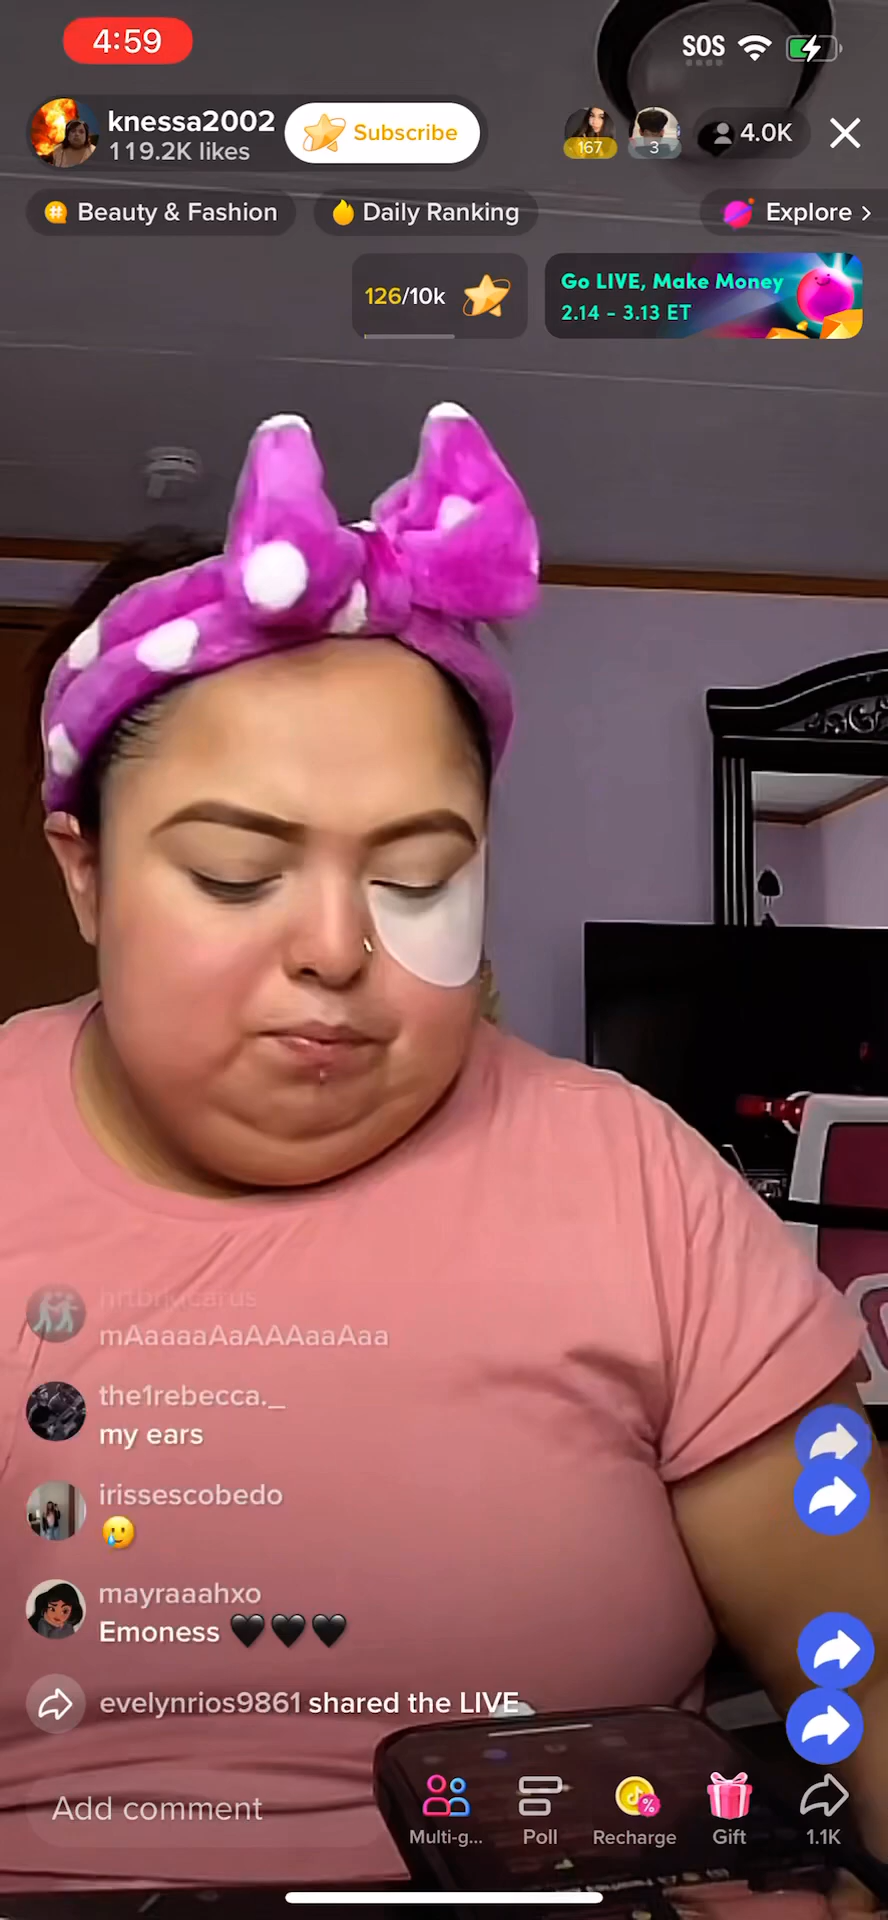 4:59
SOS
knessa2002
119.2K likes
Subscribe
167
3
4.0K
Beauty & Fashion
Daily Ranking
Explore >
126/10k
Go LIVE, Make Money
2.14 - 3.13 ET
mAaaaaAaAAAaaAaa
the1rebecca._
my ears
irissescobedo
🥲
mayraaahxo
Emoness 🖤🖤🖤
evelynrios9861 shared the LIVE
Add comment
Multi-g...
Poll
Recharge
Gift
1.1K